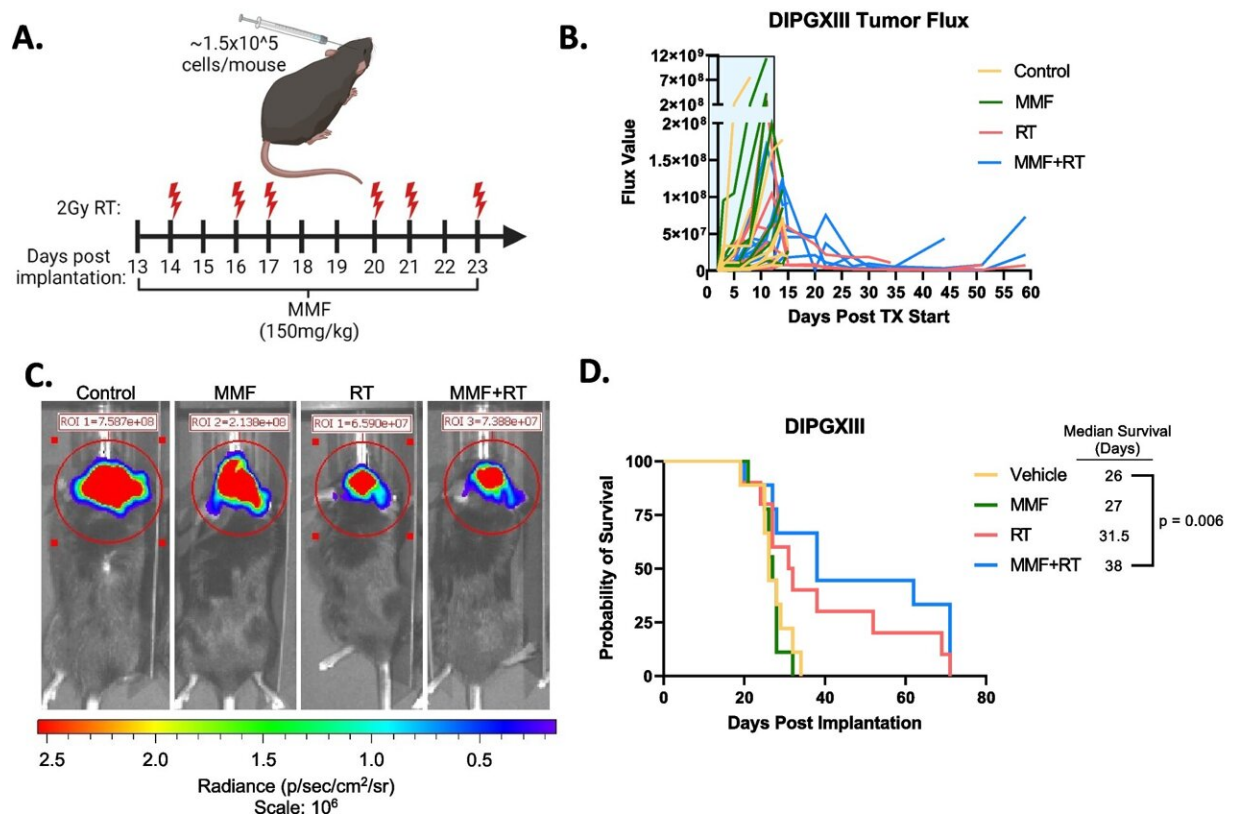 A.
~1.5x10^5
cells/mouse
2Gy RT:
Days post
implantation:
13 14 15 16 17 18 19 20 21 22 23
MMF
(150mg/kg)
B.
DIPGXIII Tumor Flux
Flux Value
12×10⁹
7×10⁸
2×10⁸
2×10⁸
1.5×10⁸
1×10⁸
5×10⁷
0
0 5 10 15 20 25 30 35 40 45 50 55 60
Days Post TX Start
Control
MMF
RT
MMF+RT
C.
Control MMF RT MMF+RT
ROI 1=7.587e+08 ROI 2=2.138e+08 ROI 1=6.590e+07 ROI 3=7.388e+07
2.5 2.0 1.5 1.0 0.5
Radiance (p/sec/cm²/sr)
Scale: 10⁶
D.
DIPGXIII
Probability of Survival
100
75
50
25
0
0 20 40 60 80
Days Post Implantation
Median Survival
(Days)
Vehicle 26
MMF 27
RT 31.5
MMF+RT 38
p = 0.006